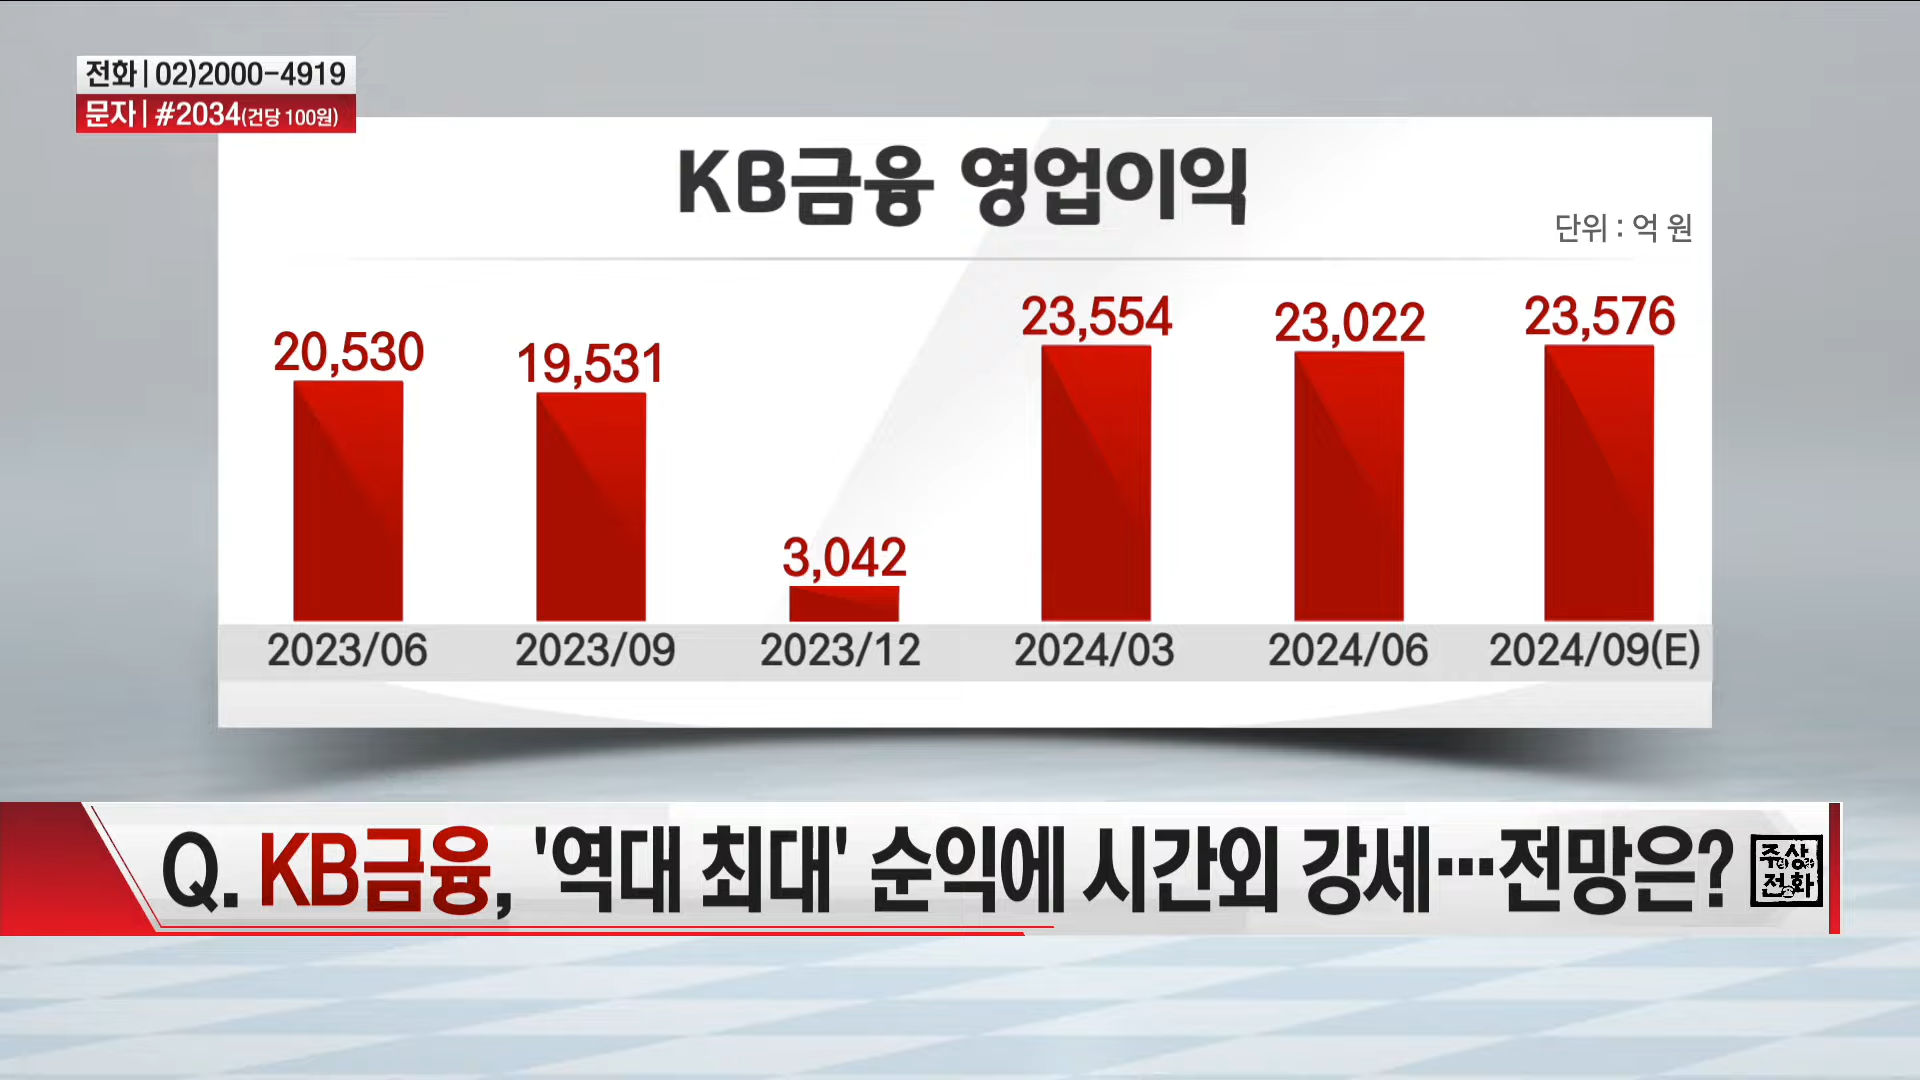 전화 | 02)2000-4919
문자 | #2034(건당 100원)
KB금융 영업이익
단위 : 억 원
20,530 19,531 3,042 23,554 23,022 23,576
2023/06 2023/09 2023/12 2024/03 2024/06 2024/09(E)
Q. KB금융, '역대 최대' 순익에 시간외 강세…전망은?
주상
전화